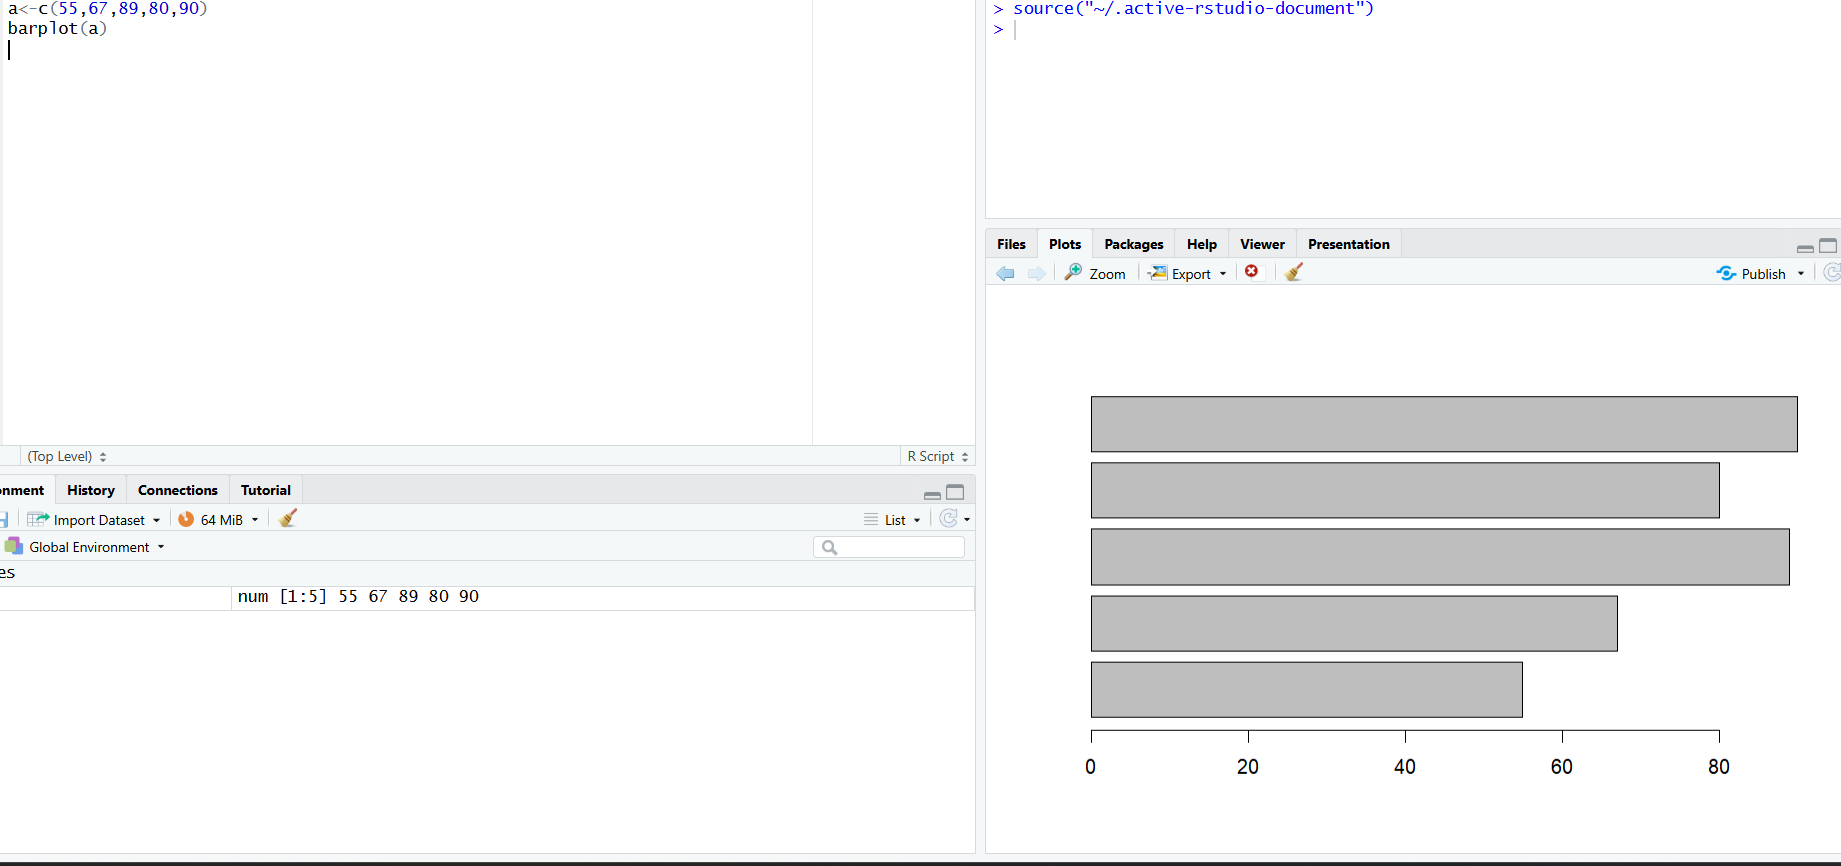 a<-c(55,67,89,80,90)
barplot(a)
(Top Level)
R Script
onment History Connections Tutorial
Import Dataset 64 MiB List
Global Environment
es
num [1:5] 55 67 89 80 90
> source("~/.active-rstudio-document")
>
Files Plots Packages Help Viewer Presentation
Zoom Export Publish
0 20 40 60 80